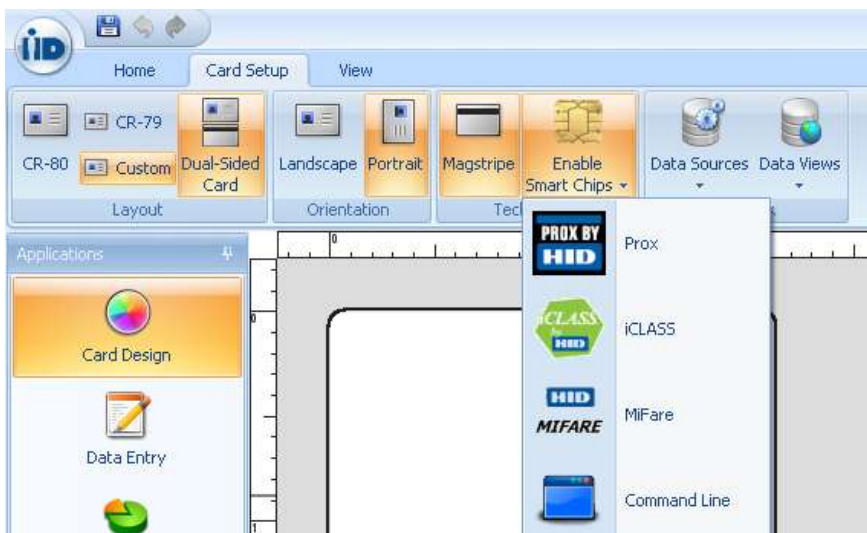 iiD
Home
Card Setup
View
CR-80
CR-79
Custom
Dual-Sided
Card
Landscape
Portrait
Magstripe
Enable
Smart Chips
Data Sources
Data Views
Layout
Orientation
Applications
0
0
Card Design
Data Entry
1
PROX BY
HID
Prox
iCLASS
by
HID
iCLASS
HID
MIFARE
MiFare
Command Line